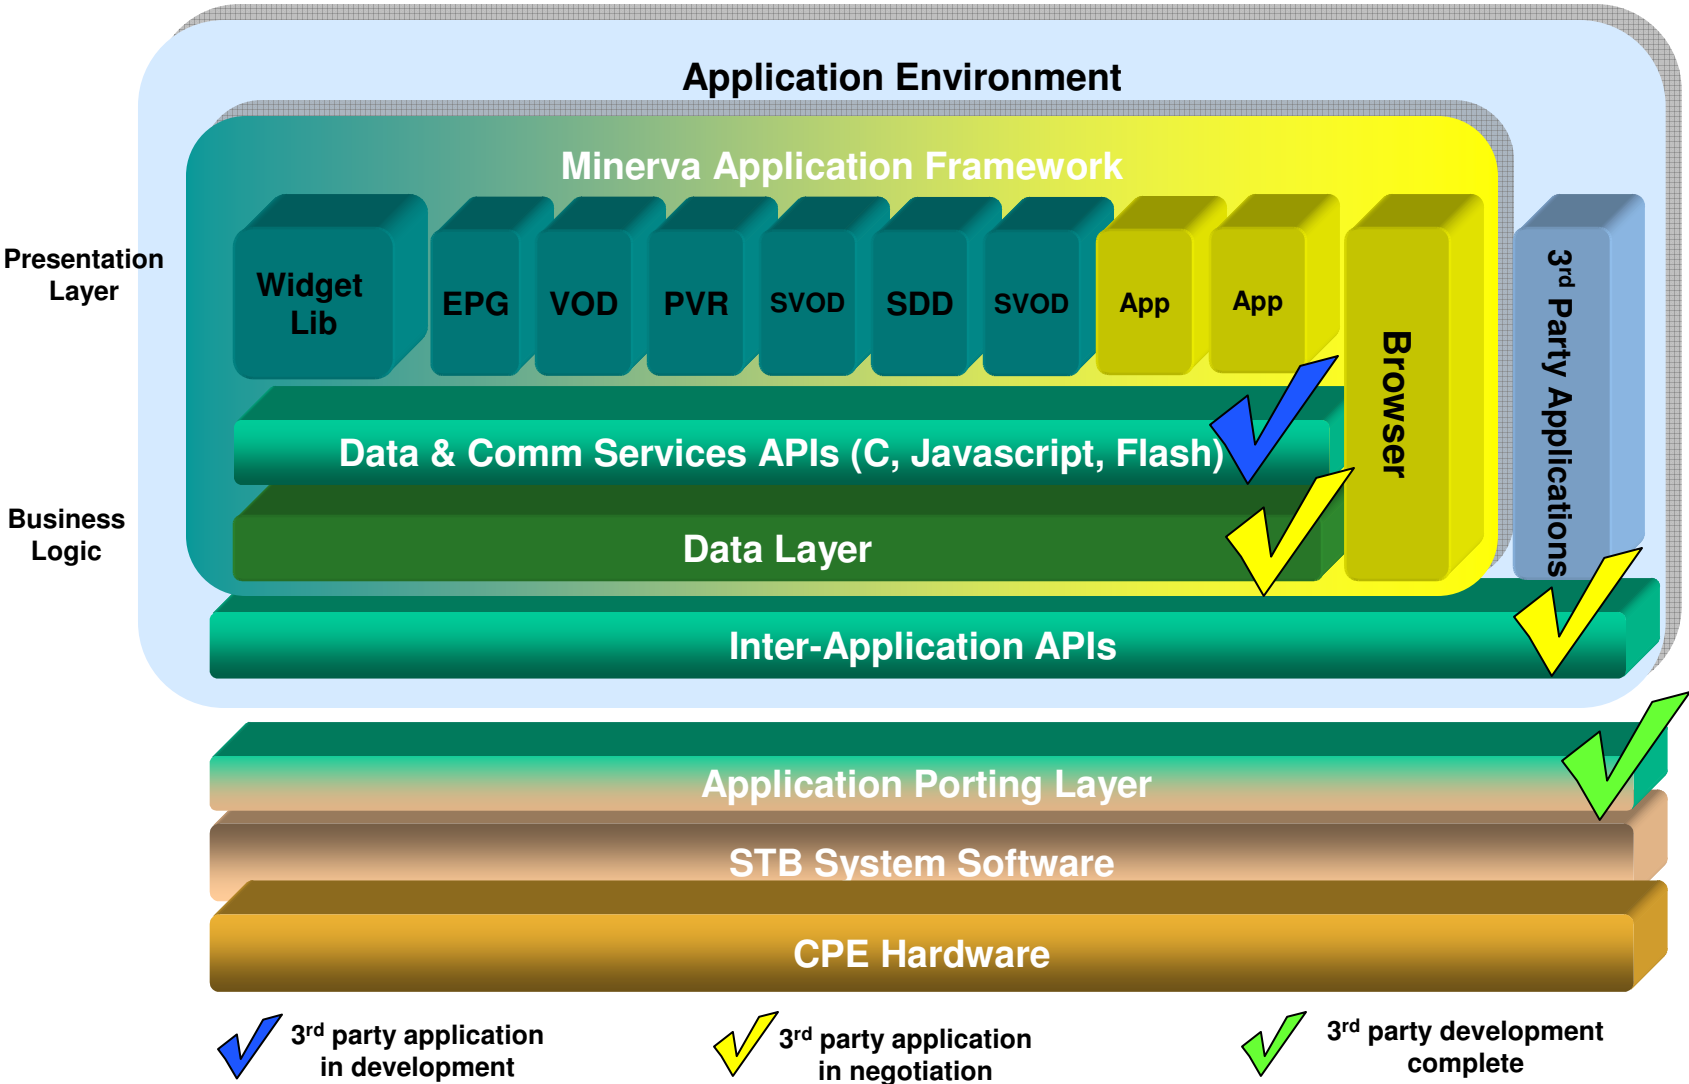 Application Environment
Minerva Application Framework
Presentation
Layer
Widget
Lib
EPG
VOD
PVR
SVOD
SDD
SVOD
App
App
Browser
3rd Party Applications
Data & Comm Services APIs (C, Javascript, Flash)
Business
Logic
Data Layer
Inter-Application APIs
Application Porting Layer
STB System Software
CPE Hardware
3rd party application
in development
3rd party application
in negotiation
3rd party development
complete